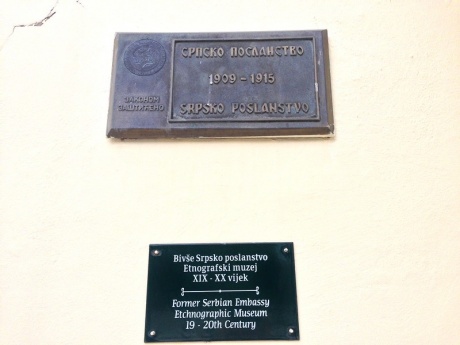 СРПСКО ПОСЛАНСТВО
1909 - 1915
SRPSKO POSLANSTVO
ЗАКОНОМ
ЗАШТИЋЕНО
Bivše Srpsko poslanstvo
Etnografski muzej
XIX - XX vijek
Former Serbian Embassy
Etchnographic Museum
19 - 20th Century